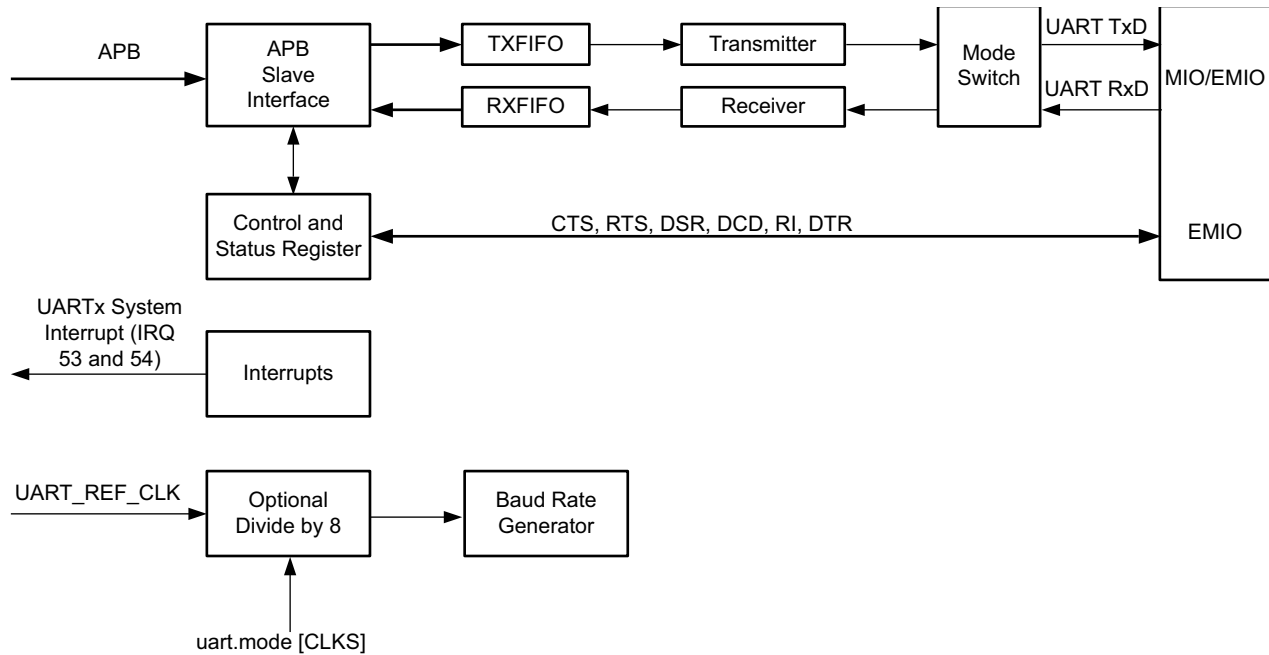 APB
APB
Slave
Interface
TXFIFO
Transmitter
Mode
Switch
UART TxD
MIO/EMIO
UART RxD
RXFIFO
Receiver
Control and
Status Register
CTS, RTS, DSR, DCD, RI, DTR
EMIO
UARTx System
Interrupt (IRQ
53 and 54)
Interrupts
UART_REF_CLK
Optional
Divide by 8
Baud Rate
Generator
uart.mode [CLKS]